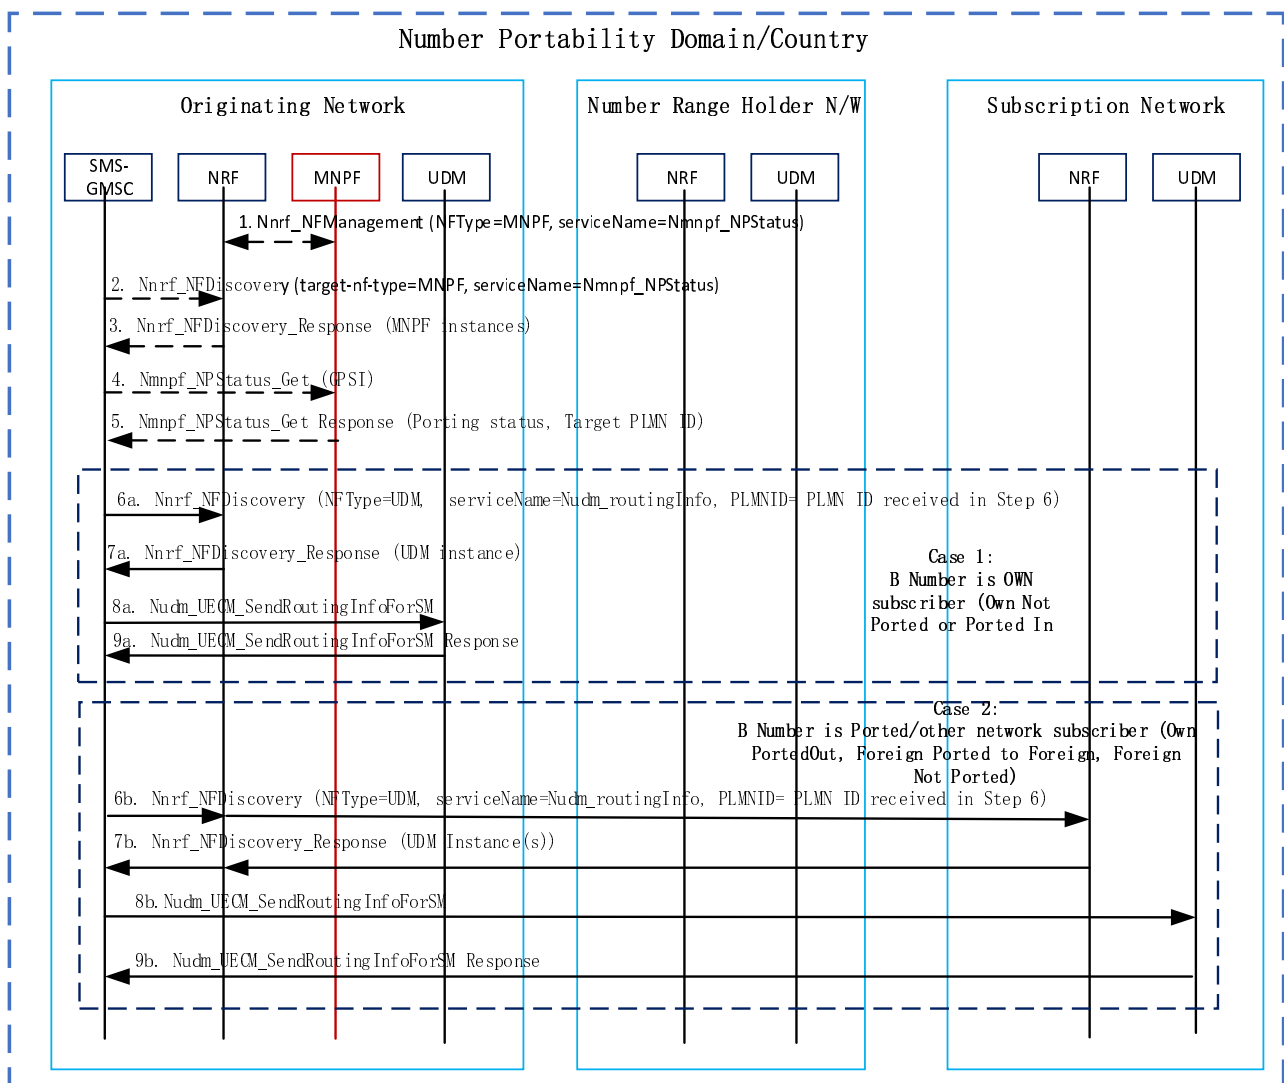 Number Portability Domain/Country
Originating Network
Number Range Holder N/W
Subscription Network
SMS-
GMSC
NRF
MNPF
UDM
NRF
UDM
NRF
UDM
1. Nnrf_NFManagement (NFType=MNPF, serviceName=Nmnpf_NPStatus)
2. Nnrf_NFDiscovery (target-nf-type=MNPF, serviceName=Nmnpf_NPStatus)
3. Nnrf_NFDiscovery_Response (MNPF instances)
4. Nmnpf_NPStatus_Get (GPSI)
5. Nmnpf_NPStatus_Get Response (Porting status, Target PLMN ID)
6a. Nnrf_NFDiscovery (NFType=UDM, serviceName=Nudm_routingInfo, PLMNID= PLMN ID received in Step 6)
7a. Nnrf_NFDiscovery_Response (UDM instance)
Case 1:
B Number is OWN
subscriber (Own Not
Ported or Ported In
8a. Nudm_UECM_SendRoutingInfoForSM
9a. Nudm_UECM_SendRoutingInfoForSM Response
Case 2:
B Number is Ported/other network subscriber (Own
PortedOut, Foreign Ported to Foreign, Foreign
Not Ported)
6b. Nnrf_NFDiscovery (NFType=UDM, serviceName=Nudm_routingInfo, PLMNID= PLMN ID received in Step 6)
7b. Nnrf_NFDiscovery_Response (UDM Instance(s))
8b. Nudm_UECM_SendRoutingInfoForSM
9b. Nudm_UECM_SendRoutingInfoForSM Response